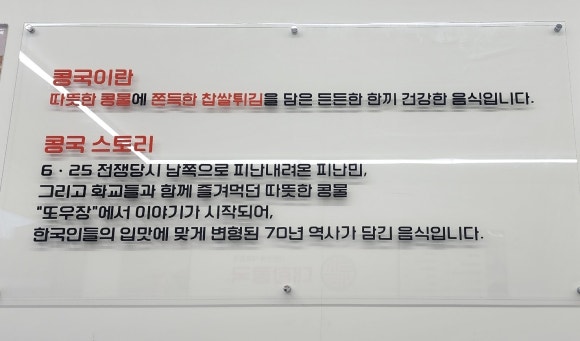 콩국이란
따뜻한 콩물에 쫀득한 찹쌀튀김을 담은 든든한 한끼 건강한 음식입니다.
콩국 스토리
6 · 25 전쟁당시 남쪽으로 피난내려온 피난민,
그리고 화교들과 함께 즐겨먹던 따뜻한 콩물
"또우장"에서 이야기가 시작되어,
한국인들의 입맛에 맞게 변형된 70년 역사가 담긴 음식입니다.